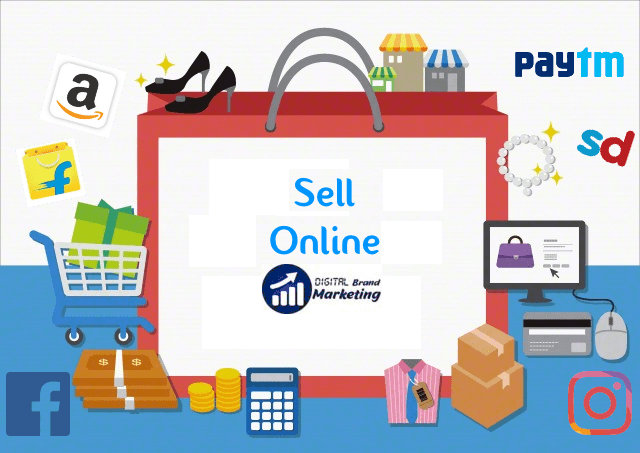 a
paytm
sd
f
Sell
Online
DIGITAL Brand
Marketing
$ $
f